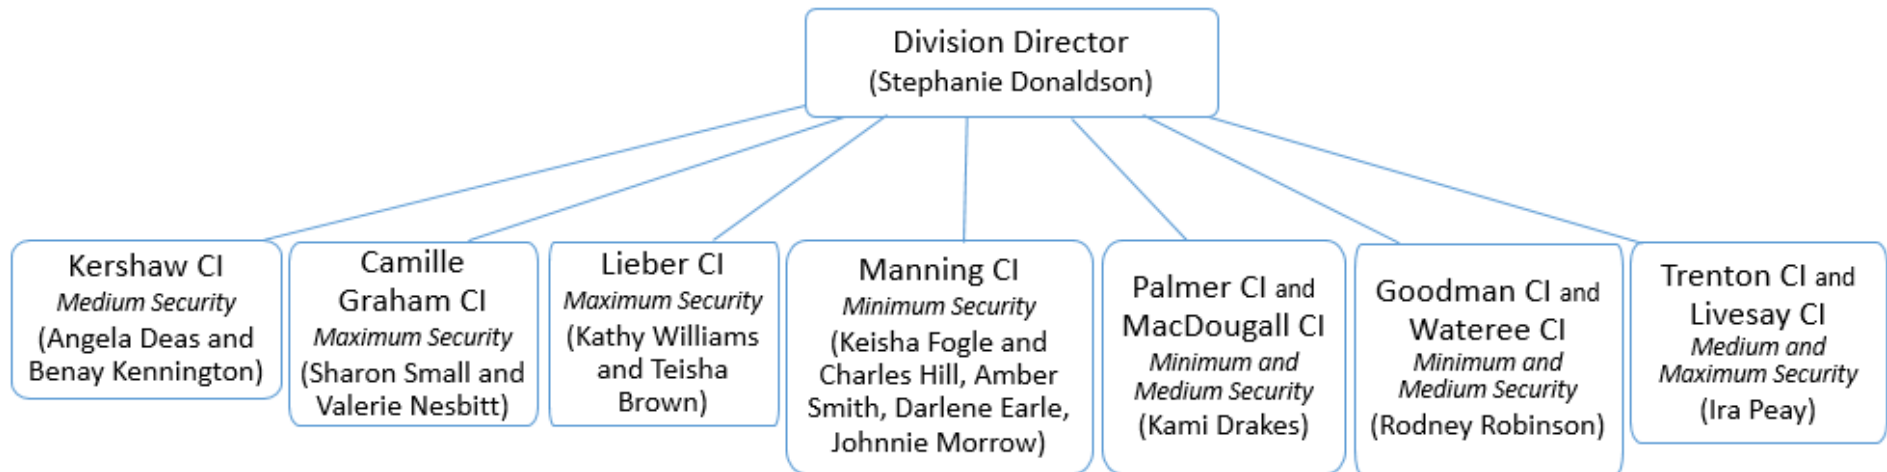 Division Director
(Stephanie Donaldson)
Kershaw CI
Medium Security
(Angela Deas and
Benay Kennington)
Camille
Graham CI
Maximum Security
(Sharon Small and
Valerie Nesbitt)
Lieber CI
Maximum Security
(Kathy Williams
and Teisha
Brown)
Manning CI
Minimum Security
(Keisha Fogle and
Charles Hill, Amber
Smith, Darlene Earle,
Johnnie Morrow)
Palmer CI and
MacDougall CI
Minimum and
Medium Security
(Kami Drakes)
Goodman CI and
Wateree CI
Minimum and
Medium Security
(Rodney Robinson)
Trenton CI and
Livesay CI
Medium and
Maximum Security
(Ira Peay)